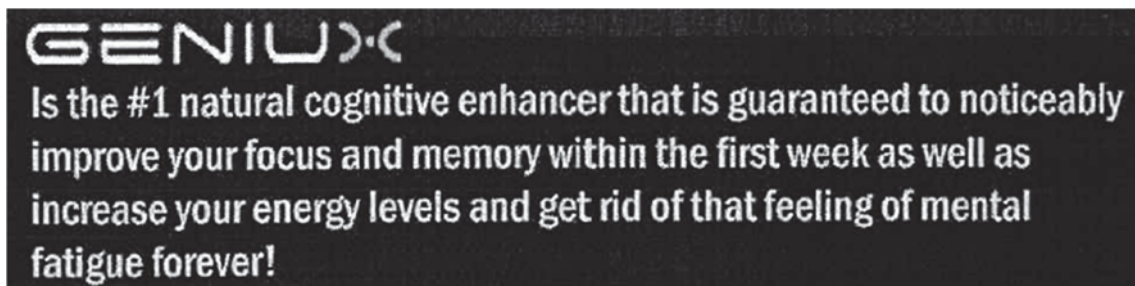 GENIUX
Is the #1 natural cognitive enhancer that is guaranteed to noticeably
improve your focus and memory within the first week as well as
increase your energy levels and get rid of that feeling of mental
fatigue forever!